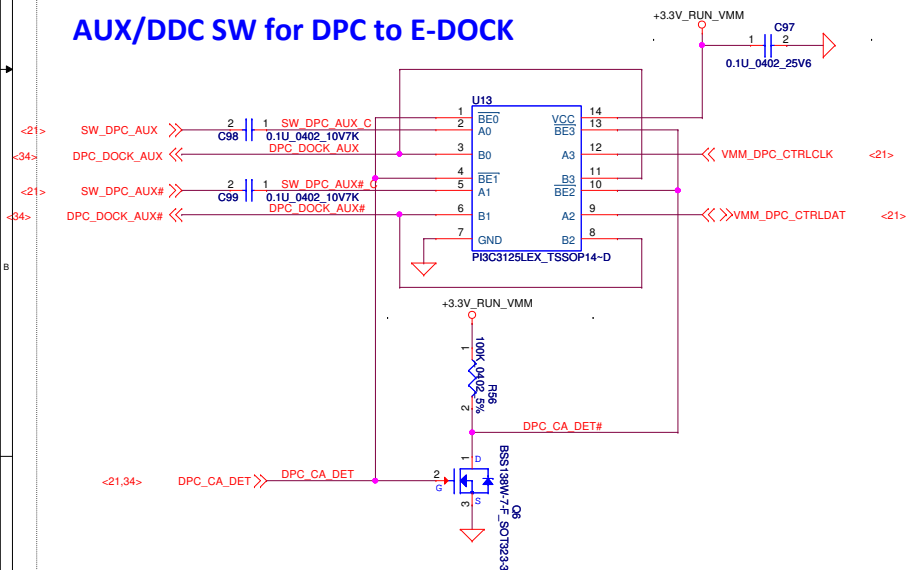 AUX/DDC SW for DPC to E-DOCK
+3.3V_RUN_VMM
C97
1 2
0.1U_0402_25V6
U13
<21> SW_DPC_AUX 2 1 SW_DPC_AUX_C 1 BE0 VCC 14
C98 0.1U_0402_10V7K 2 A0 BE3 13
<34> DPC_DOCK_AUX DPC_DOCK_AUX 3 B0 A3 12 VMM_DPC_CTRLCLK <21>
4 BE1 B3 11
<21> SW_DPC_AUX# 2 1 SW_DPC_AUX#_C 5 A1 BE2 10
C99 0.1U_0402_10V7K
<34> DPC_DOCK_AUX# DPC_DOCK_AUX# 6 B1 A2 9 VMM_DPC_CTRLDAT <21>
7 GND B2 8
PI3C3125LEX_TSSOP14~D
B
+3.3V_RUN_VMM
1
100K_0402_5%
R56
2
DPC_CA_DET#
1 D
<21,34> DPC_CA_DET DPC_CA_DET 2 G
3 S
Q6
BSS138W-7-F_SOT323-3